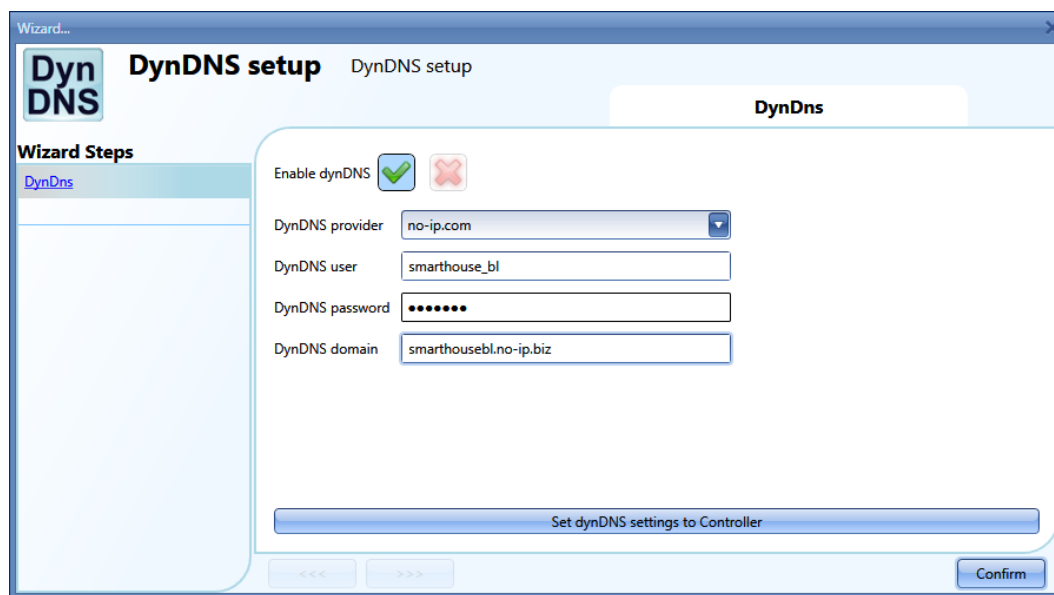 Wizard...
Dyn
DNS
DynDNS setup DynDNS setup
DynDns
Wizard Steps
DynDns
Enable dynDNS
DynDNS provider no-ip.com
DynDNS user smarthouse_bl
DynDNS password •••••••
DynDNS domain smarthousebl.no-ip.biz
Set dynDNS settings to Controller
<<< >>> Confirm